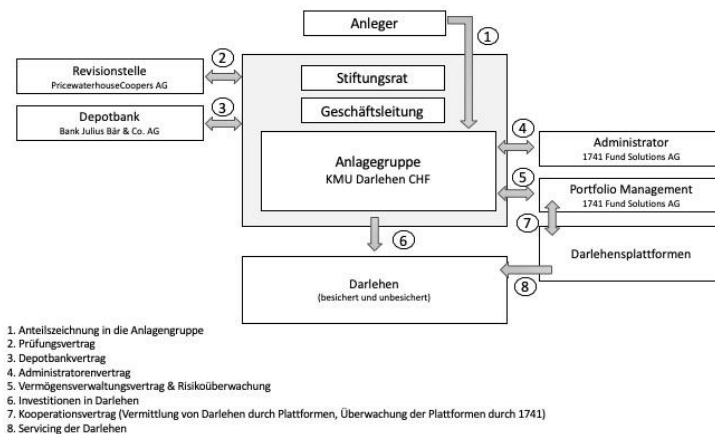 Anleger
1
2
Revisionstelle
PricewaterhouseCoopers AG
Stiftungsrat
3
Geschäftsleitung
Depotbank
Bank Julius Bär & Co. AG
4
Anlagegruppe
KMU Darlehen CHF
Administrator
1741 Fund Solutions AG
5
Portfolio Management
1741 Fund Solutions AG
7
6
Darlehensplattformen
Darlehen
(besichert und unbesichert)
8
1. Anteilszeichnung in die Anlagengruppe
2. Prüfungsvertrag
3. Depotbankvertrag
4. Administratorenvertrag
5. Vermögensverwaltungsvertrag & Risikoüberwachung
6. Investitionen in Darlehen
7. Kooperationsvertrag (Vermittlung von Darlehen durch Plattformen, Überwachung der Plattformen durch 1741)
8. Servicing der Darlehen